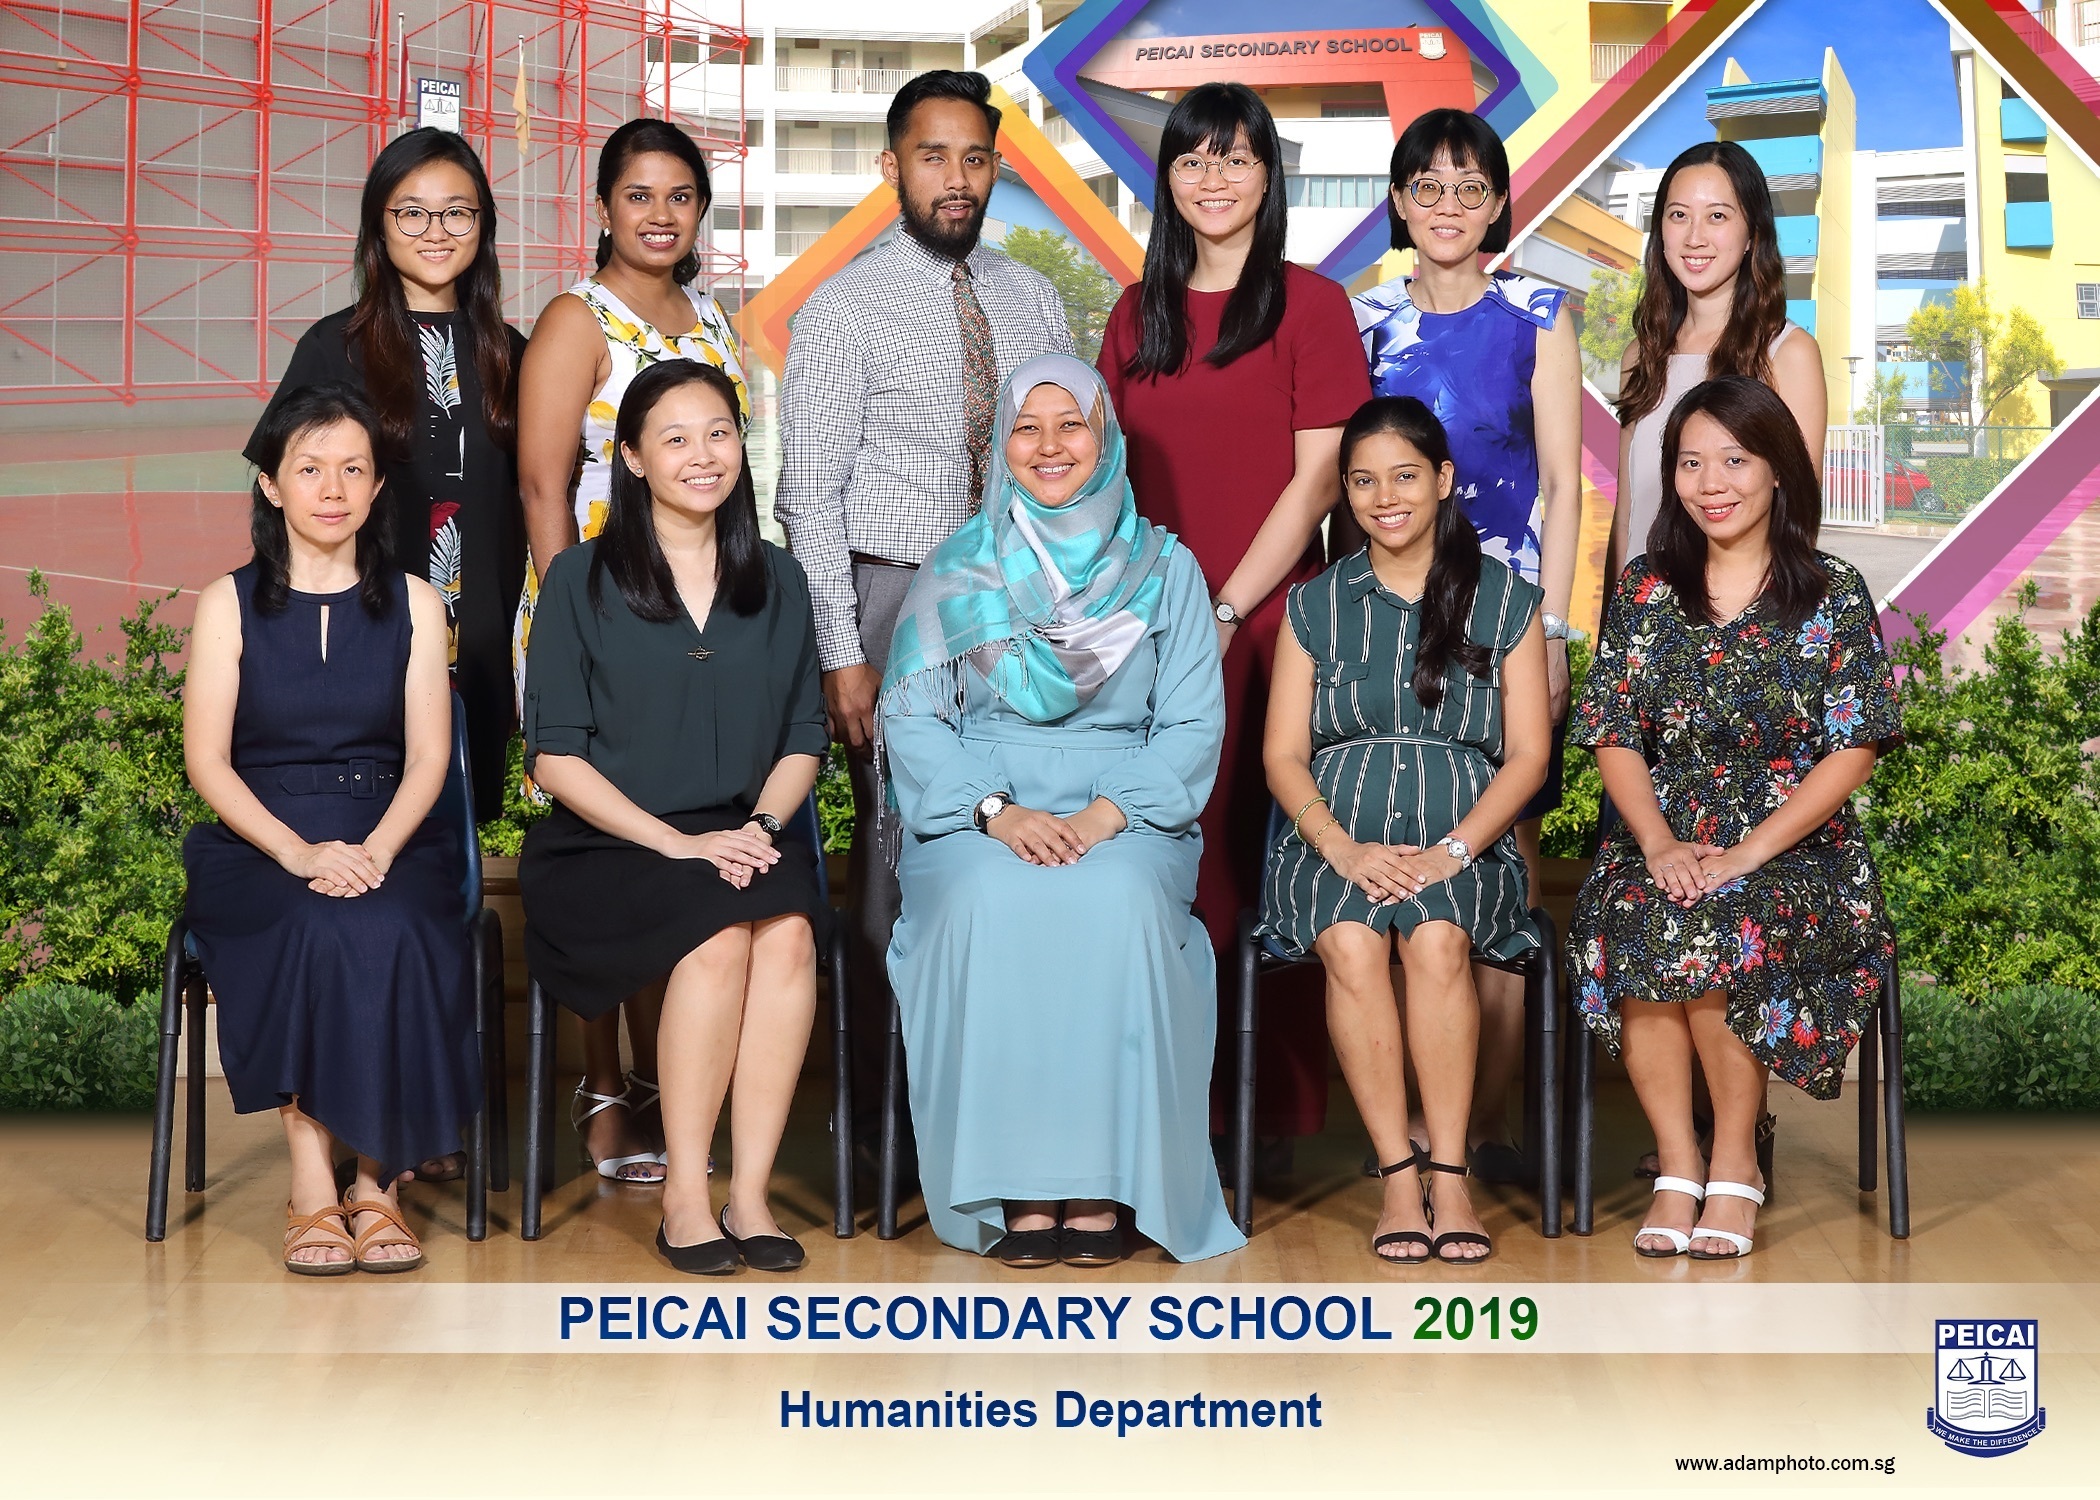 PEICAI
PEICAI SECONDARY SCHOOL
PEICAI
PEICAI SECONDARY SCHOOL 2019
Humanities Department
PEICAI
WE MAKE THE DIFFERENCE
www.adamphoto.com.sg